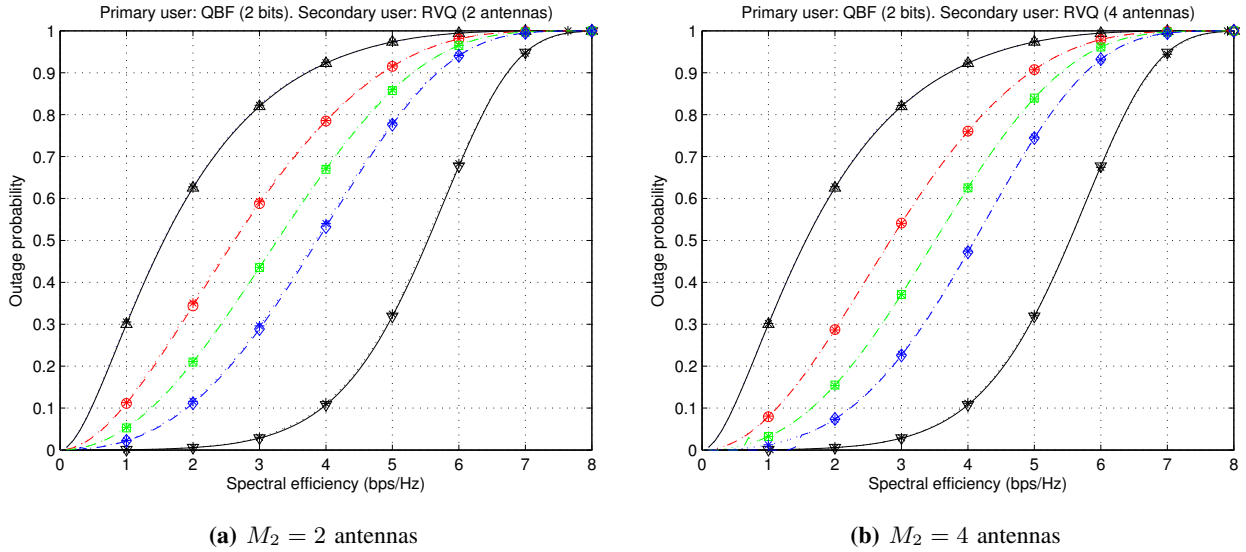 Primary user: QBF (2 bits). Secondary user: RVQ (2 antennas)
1
0.9
0.8
0.7
0.6
0.5
0.4
0.3
0.2
0.1
0
Outage probability
0 1 2 3 4 5 6 7 8
Spectral efficiency (bps/Hz)
(a) M₂ = 2 antennas
Primary user: QBF (2 bits). Secondary user: RVQ (4 antennas)
1
0.9
0.8
0.7
0.6
0.5
0.4
0.3
0.2
0.1
0
Outage probability
0 1 2 3 4 5 6 7 8
Spectral efficiency (bps/Hz)
(b) M₂ = 4 antennas